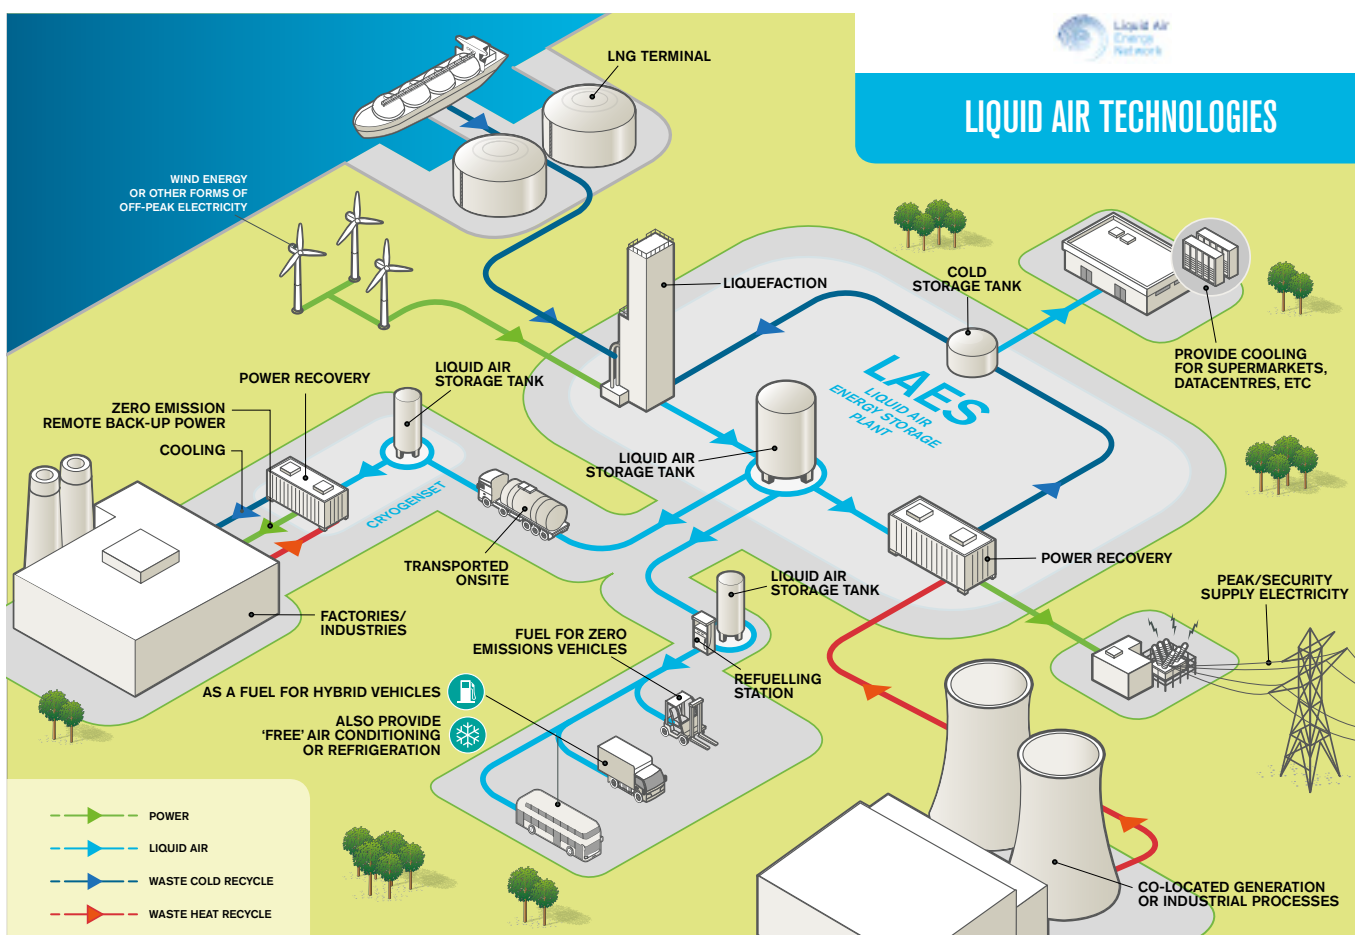 Liquid Air
Energy
Network
LIQUID AIR TECHNOLOGIES
LNG TERMINAL
WIND ENERGY
OR OTHER FORMS OF
OFF-PEAK ELECTRICITY
LIQUEFACTION
COLD
STORAGE TANK
PROVIDE COOLING
FOR SUPERMARKETS,
DATACENTRES, ETC
LAES
LIQUID AIR
ENERGY STORAGE
PLANT
POWER RECOVERY
LIQUID AIR
STORAGE TANK
ZERO EMISSION
REMOTE BACK-UP POWER
COOLING
LIQUID AIR
STORAGE TANK
CRYOGENSET
TRANSPORTED
ONSITE
POWER RECOVERY
PEAK/SECURITY
SUPPLY ELECTRICITY
LIQUID AIR
STORAGE TANK
FACTORIES/
INDUSTRIES
FUEL FOR ZERO
EMISSIONS VEHICLES
REFUELLING
STATION
AS A FUEL FOR HYBRID VEHICLES
ALSO PROVIDE
‘FREE’ AIR CONDITIONING
OR REFRIGERATION
POWER
LIQUID AIR
WASTE COLD RECYCLE
WASTE HEAT RECYCLE
CO-LOCATED GENERATION
OR INDUSTRIAL PROCESSES